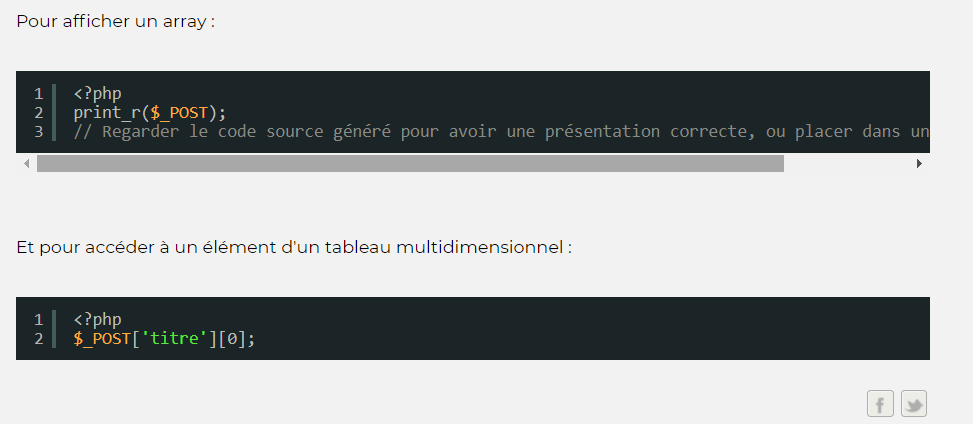 Pour afficher un array :
1 <?php
2 print_r($_POST);
3 // Regarder le code source généré pour avoir une présentation correcte, ou placer dans un
Et pour accéder à un élément d'un tableau multidimensionnel :
1 <?php
2 $_POST['titre'][0];